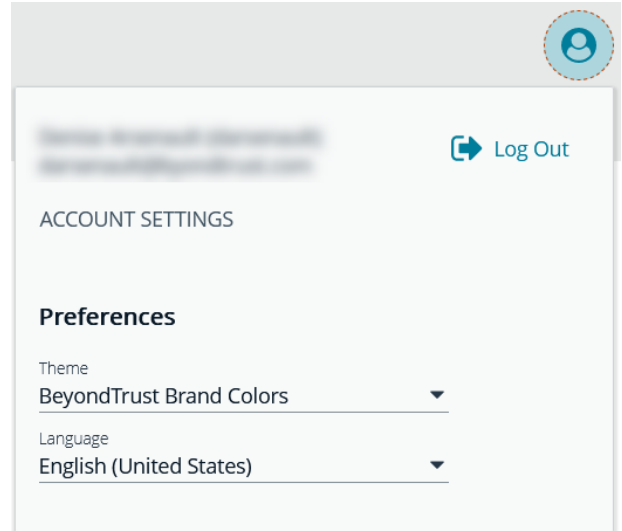 Log Out
ACCOUNT SETTINGS
Preferences
Theme
BeyondTrust Brand Colors
Language
English (United States)